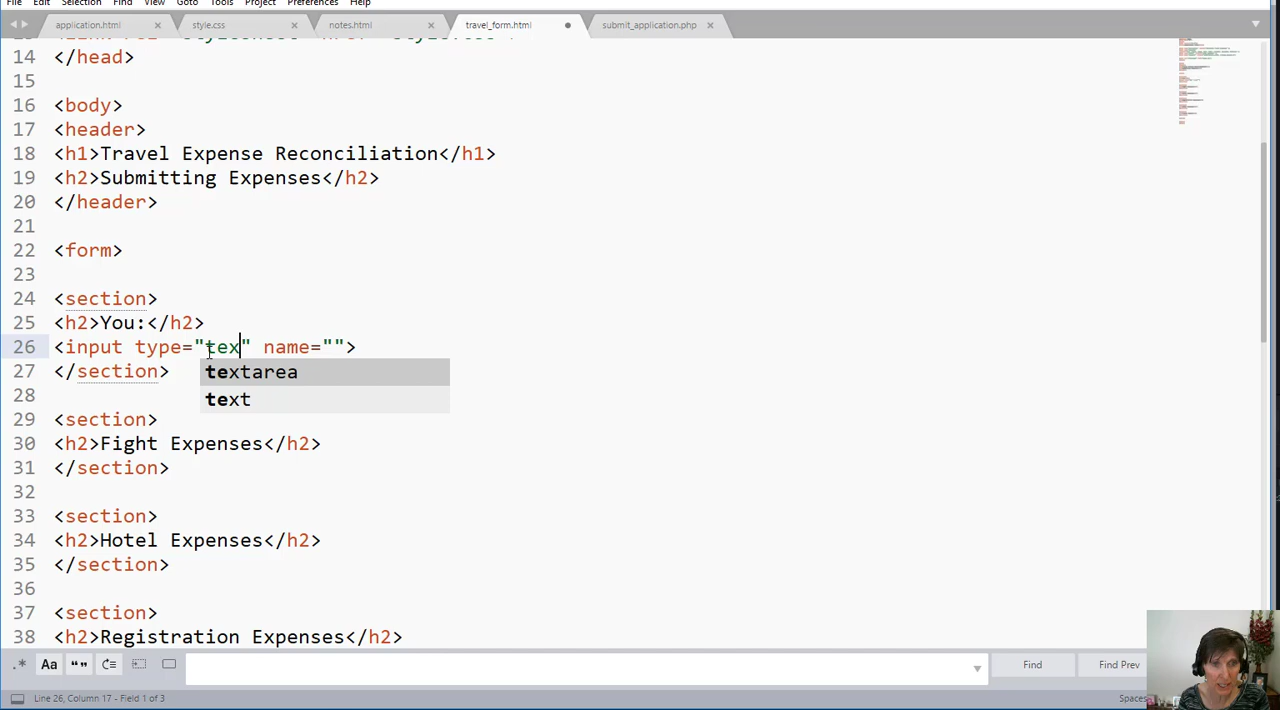 File Edit Selection Find View Goto Tools Project Preferences Help
application.html style.css notes.html travel_form.html submit_application.php
14 </head>
15
16 <body>
17 <header>
18 <h1>Travel Expense Reconciliation</h1>
19 <h2>Submitting Expenses</h2>
20 </header>
21
22 <form>
23
24 <section>
25 <h2>You:</h2>
26 <input type="tex" name="">
27 </section>
textarea
text
28
29 <section>
30 <h2>Fight Expenses</h2>
31 </section>
32
33 <section>
34 <h2>Hotel Expenses</h2>
35 </section>
36
37 <section>
38 <h2>Registration Expenses</h2>
.* Aa “” Find Find Prev
Line 26, Column 17 - Field 1 of 3 Spaces